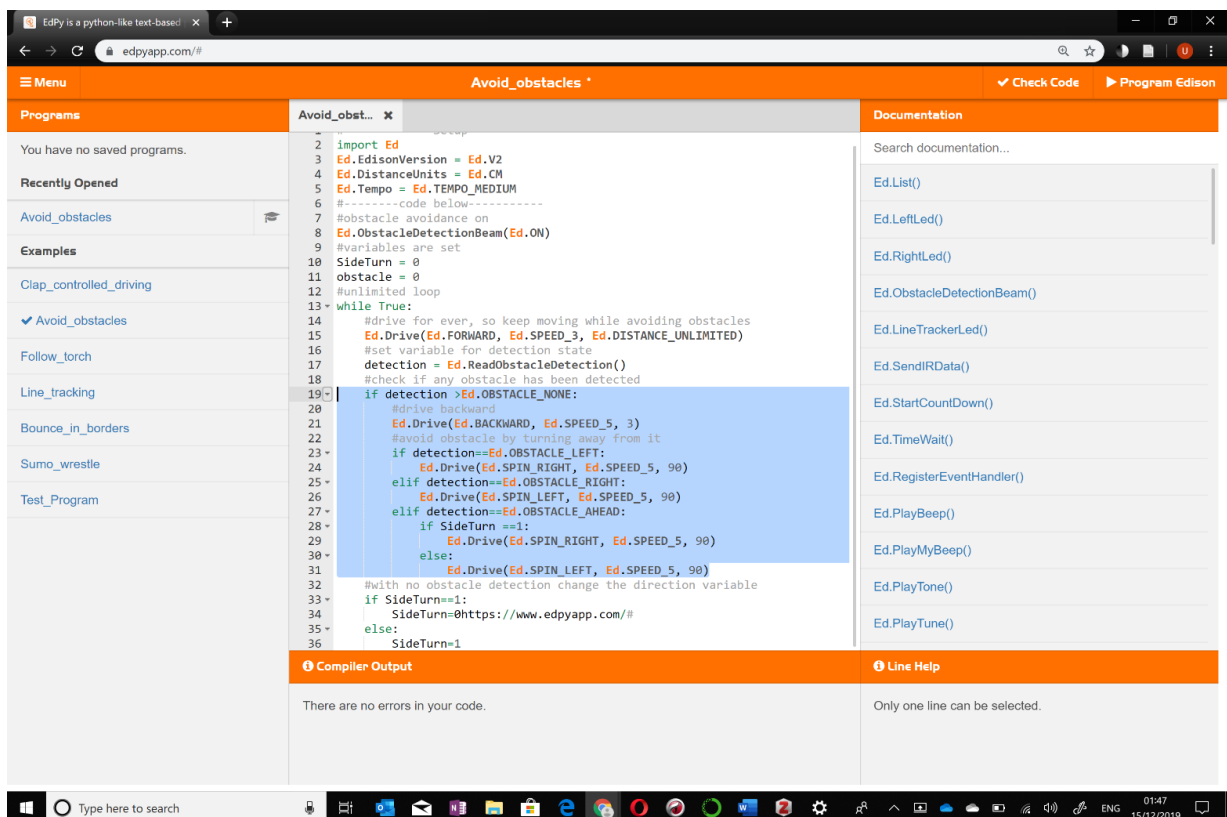 EdPy is a python-like text-based
edpyapp.com/#
U
Menu
Avoid_obstacles *
Check Code
Program Edison
Programs
You have no saved programs.
Recently Opened
Avoid_obstacles
Examples
Clap_controlled_driving
Avoid_obstacles
Follow_torch
Line_tracking
Bounce_in_borders
Sumo_wrestle
Test_Program
Avoid_obst...
2 import Ed
3 Ed.EdisonVersion = Ed.V2
4 Ed.DistanceUnits = Ed.CM
5 Ed.Tempo = Ed.TEMPO_MEDIUM
6 #--------code below-----------
7 #obstacle avoidance on
8 Ed.ObstacleDetectionBeam(Ed.ON)
9 #variables are set
10 SideTurn = 0
11 obstacle = 0
12 #unlimited loop
13 while True:
14     #drive for ever, so keep moving while avoiding obstacles
15     Ed.Drive(Ed.FORWARD, Ed.SPEED_3, Ed.DISTANCE_UNLIMITED)
16     #set variable for detection state
17     detection = Ed.ReadObstacleDetection()
18     #check if any obstacle has been detected
19     if detection >Ed.OBSTACLE_NONE:
20         #drive backward
21         Ed.Drive(Ed.BACKWARD, Ed.SPEED_5, 3)
22         #avoid obstacle by turning away from it
23         if detection==Ed.OBSTACLE_LEFT:
24             Ed.Drive(Ed.SPIN_RIGHT, Ed.SPEED_5, 90)
25         elif detection==Ed.OBSTACLE_RIGHT:
26             Ed.Drive(Ed.SPIN_LEFT, Ed.SPEED_5, 90)
27         elif detection==Ed.OBSTACLE_AHEAD:
28             if SideTurn ==1:
29                 Ed.Drive(Ed.SPIN_RIGHT, Ed.SPEED_5, 90)
30             else:
31                 Ed.Drive(Ed.SPIN_LEFT, Ed.SPEED_5, 90)
32     #with no obstacle detection change the direction variable
33     if SideTurn==1:
34         SideTurn=0https://www.edpyapp.com/#
35     else:
36         SideTurn=1
Compiler Output
There are no errors in your code.
Documentation
Search documentation...
Ed.List()
Ed.LeftLed()
Ed.RightLed()
Ed.ObstacleDetectionBeam()
Ed.LineTrackerLed()
Ed.SendIRData()
Ed.StartCountDown()
Ed.TimeWait()
Ed.RegisterEventHandler()
Ed.PlayBeep()
Ed.PlayMyBeep()
Ed.PlayTone()
Ed.PlayTune()
Line Help
Only one line can be selected.
Type here to search
ENG
01:47
15/12/2019